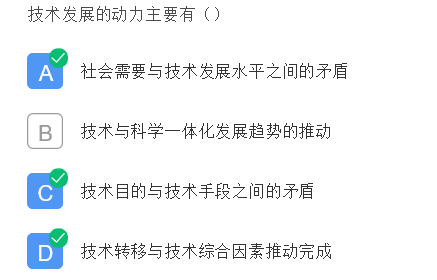 技术发展的动力主要有（）
A 社会需要与技术发展水平之间的矛盾
B 技术与科学一体化发展趋势的推动
C 技术目的与技术手段之间的矛盾
D 技术转移与技术综合因素推动完成